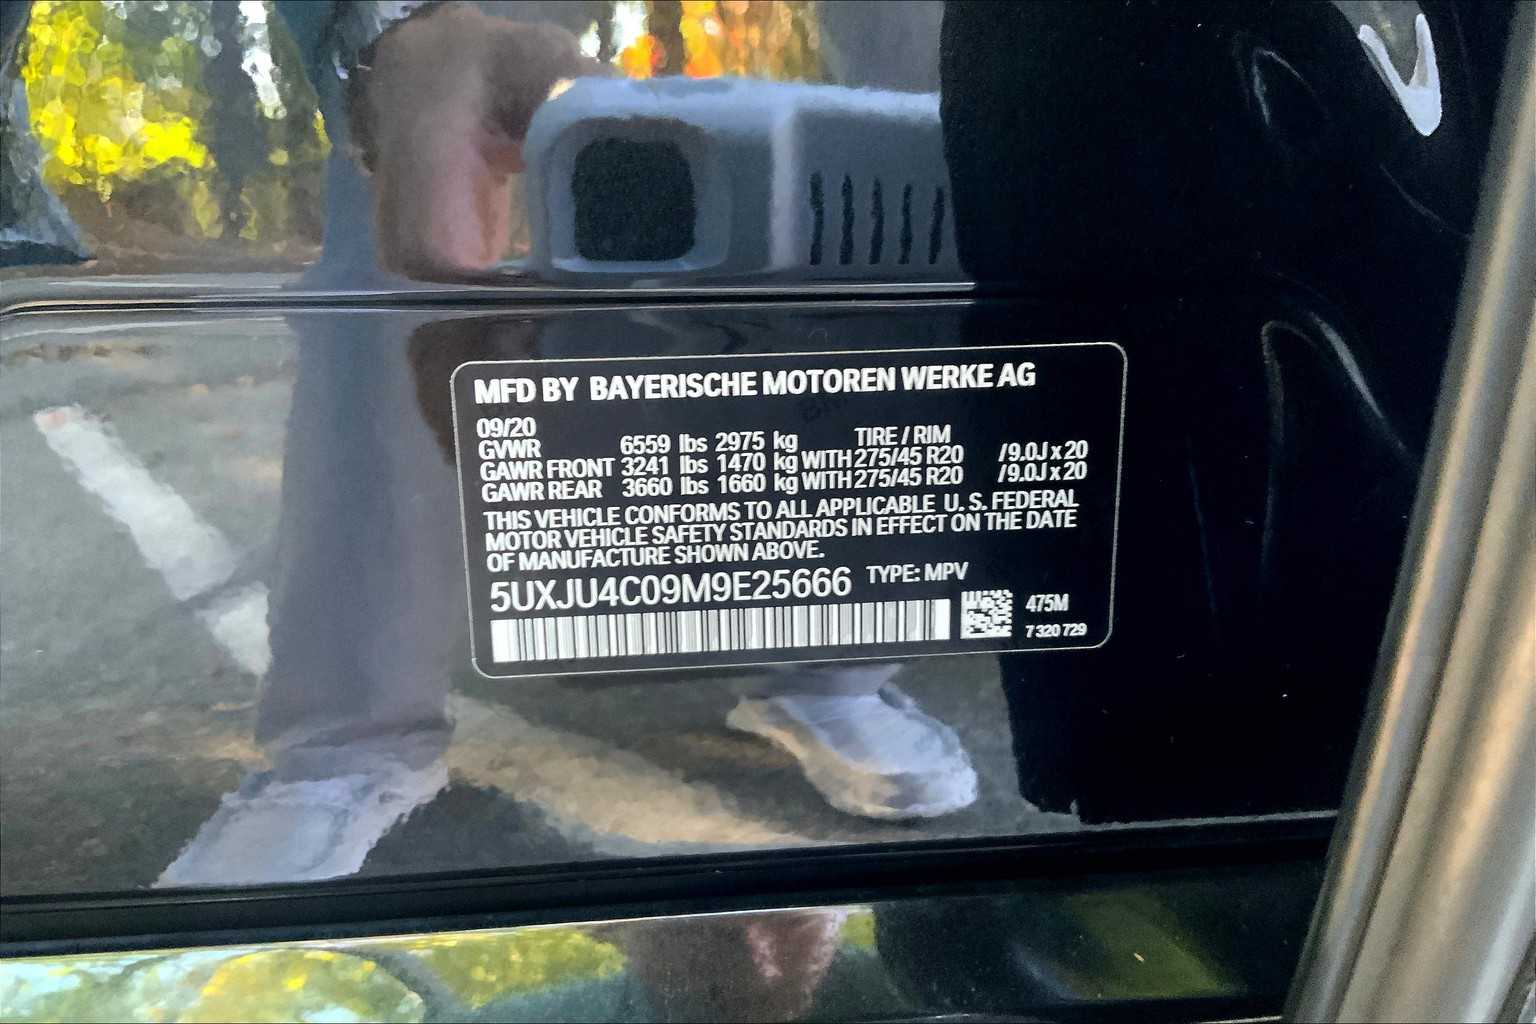 MFD BY BAYERISCHE MOTOREN WERKE AG
09/20
GVWR 6559 lbs 2975 kg TIRE / RIM
GAWR FRONT 3241 lbs 1470 kg WITH 275/45 R20 /9.0J x 20
GAWR REAR 3660 lbs 1660 kg WITH 275/45 R20 /9.0J x 20
THIS VEHICLE CONFORMS TO ALL APPLICABLE U. S. FEDERAL
MOTOR VEHICLE SAFETY STANDARDS IN EFFECT ON THE DATE
OF MANUFACTURE SHOWN ABOVE.
5UXJU4C09M9E25666 TYPE: MPV
475M
7 320 729